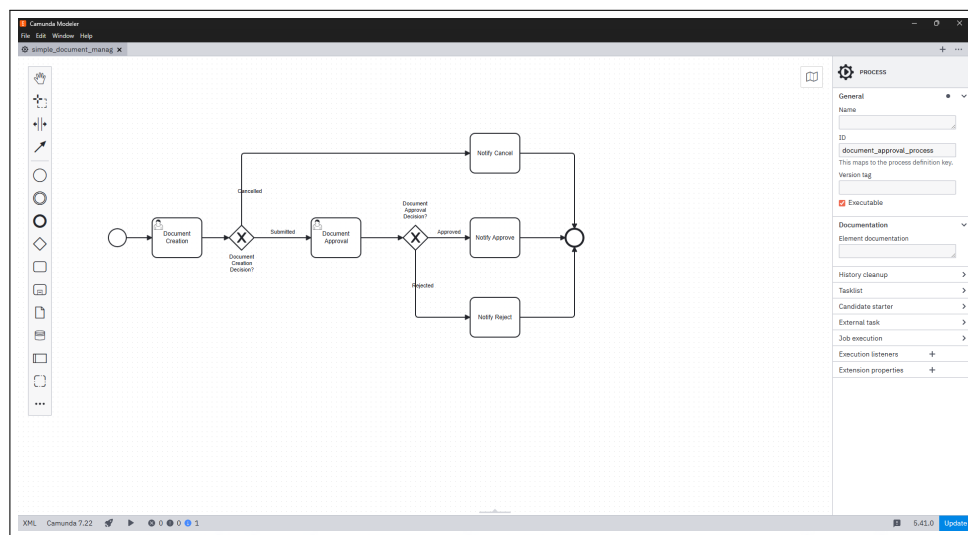 Camunda Modeler
File Edit Window Help
simple_document_manag
PROCESS
General
Name
ID
document_approval_process
This maps to the process definition key.
Version tag
Executable
Documentation
Element documentation
History cleanup
Tasklist
Candidate starter
External task
Job execution
Execution listeners
Extension properties
Notify Cancel
Cancelled
Document
Approval
Decision?
Document
Creation
Submitted
Document
Approval
Approved
Notify Approve
Document
Creation
Decision?
Rejected
Notify Reject
XML Camunda 7.22 0 0 1
5.41.0 Update